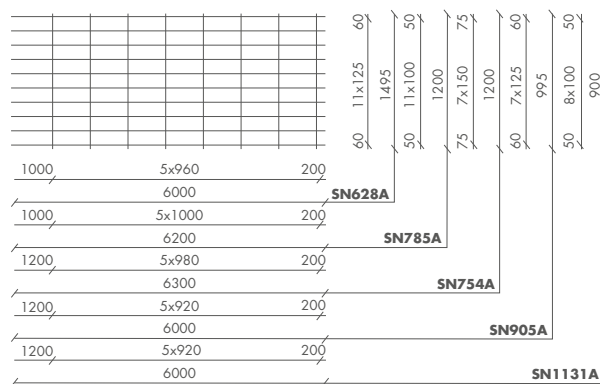 60 50 75 60 50
11x125 1495 11x100 1200 7x150 1200 7x125 995 8x100 900
60 50 75 60 50
1000 5x960 200
6000 SN628A
1000 5x1000 200
6200 SN785A
1200 5x980 200
6300 SN754A
1200 5x920 200
6000 SN905A
1200 5x920 200
6000 SN1131A